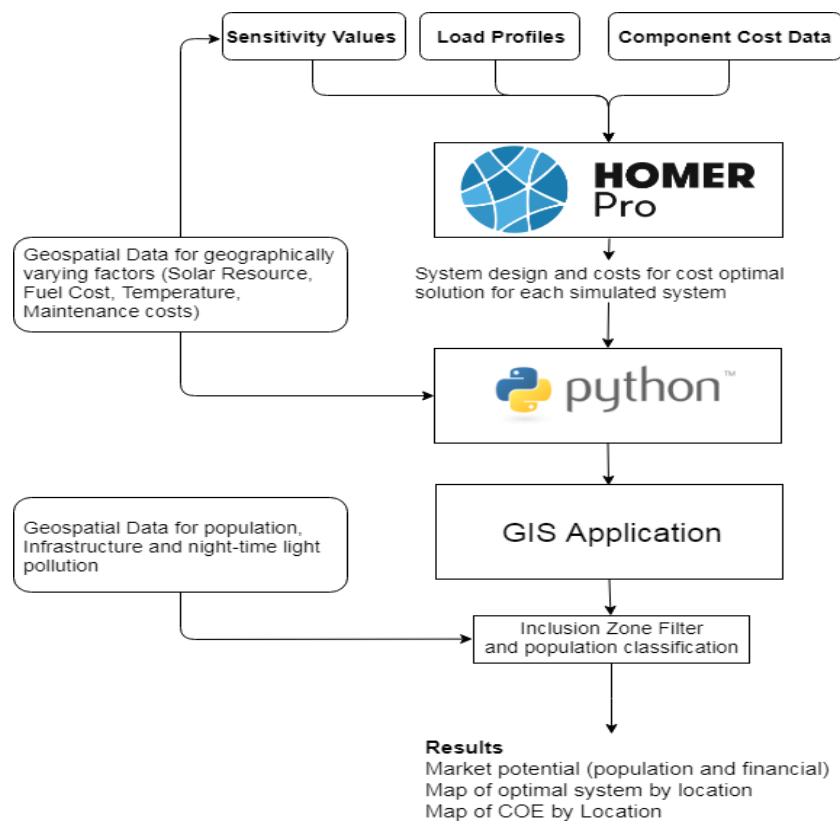 Sensitivity Values
Load Profiles
Component Cost Data
HOMER
Pro
Geospatial Data for geographically
varying factors (Solar Resource,
Fuel Cost, Temperature,
Maintenance costs)
System design and costs for cost optimal
solution for each simulated system
python™
GIS Application
Geospatial Data for population,
Infrastructure and night-time light
pollution
Inclusion Zone Filter
and population classification
Results
Market potential (population and financial)
Map of optimal system by location
Map of COE by Location